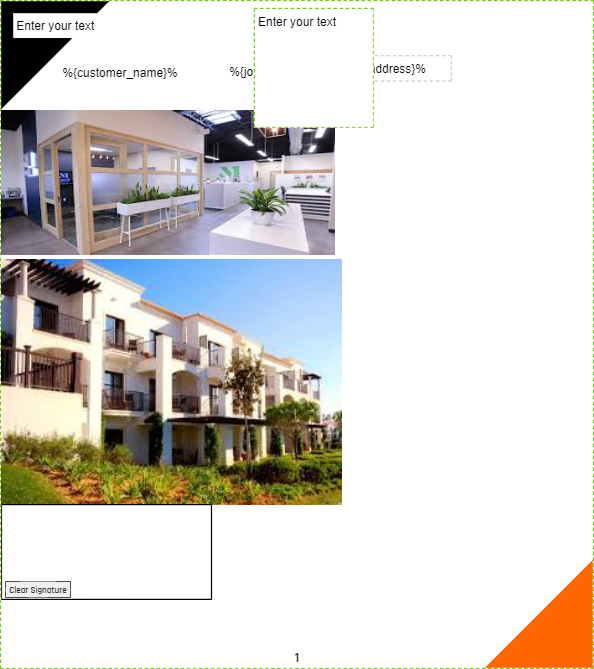 Enter your text
Enter your text
%{customer_name}%
%{jo
ddress}%
Clear Signature
1